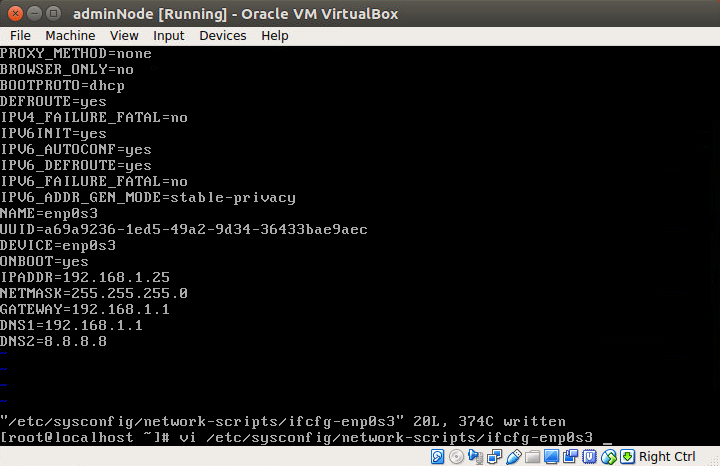 adminNode [Running] - Oracle VM VirtualBox
File Machine View Input Devices Help
PROXY_METHOD=none
BROWSER_ONLY=no
BOOTPROTO=dhcp
DEFROUTE=yes
IPV4_FAILURE_FATAL=no
IPV6INIT=yes
IPV6_AUTOCONF=yes
IPV6_DEFROUTE=yes
IPV6_FAILURE_FATAL=no
IPV6_ADDR_GEN_MODE=stable-privacy
NAME=enp0s3
UUID=a69a9236-1ed5-49a2-9d34-36433bae9aec
DEVICE=enp0s3
ONBOOT=yes
IPADDR=192.168.1.25
NETMASK=255.255.255.0
GATEWAY=192.168.1.1
DNS1=192.168.1.1
DNS2=8.8.8.8
~
~
~
~
"/etc/sysconfig/network-scripts/ifcfg-enp0s3" 20L, 374C written
[root@localhost ~]# vi /etc/sysconfig/network-scripts/ifcfg-enp0s3 _
Right Ctrl